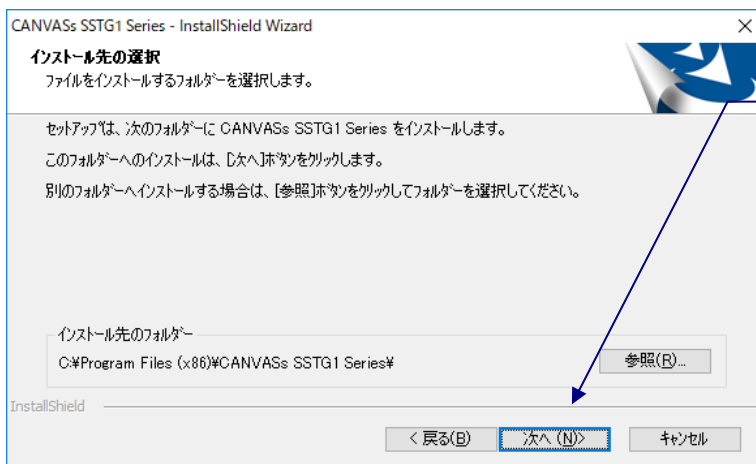 CANVASs SSTG1 Series - InstallShield Wizard
インストール先の選択
ファイルをインストールするフォルダーを選択します。
セットアップは、次のフォルダーに CANVASs SSTG1 Series をインストールします。
このフォルダーへのインストールは、[次へ]ボタンをクリックします。
別のフォルダーへインストールする場合は、[参照]ボタンをクリックしてフォルダーを選択してください。
インストール先のフォルダー
C:¥Program Files (x86)¥CANVASs SSTG1 Series¥
参照(R)...
InstallShield
< 戻る(B)
次へ (N)>
キャンセル